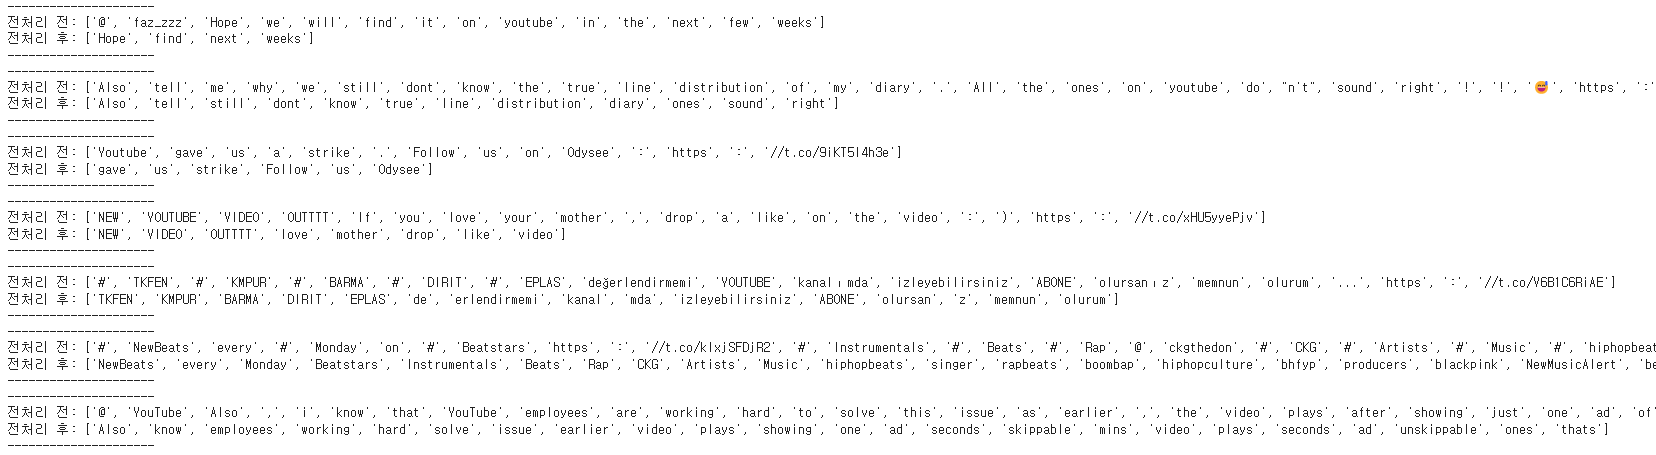 ---------------------
전처리 전: ['@', 'faz_zzz', 'Hope', 'we', 'will', 'find', 'it', 'on', 'youtube', 'in', 'the', 'next', 'few', 'weeks']
전처리 후: ['Hope', 'find', 'next', 'weeks']
---------------------
---------------------
전처리 전: ['Also', 'tell', 'me', 'why', 'we', 'still', 'dont', 'know', 'the', 'true', 'line', 'distribution', 'of', 'my', 'diary', '.', 'All', 'the', 'ones', 'on', 'youtube', 'do', "n't", 'sound', 'right', '!', '!', '😅', 'https', ':'
전처리 후: ['Also', 'tell', 'still', 'dont', 'know', 'true', 'line', 'distribution', 'diary', 'ones', 'sound', 'right']
---------------------
---------------------
전처리 전: ['Youtube', 'gave', 'us', 'a', 'strike', '.', 'Follow', 'us', 'on', 'Odysee', ':', 'https', ':', '//t.co/9iKT5I4h3e']
전처리 후: ['gave', 'us', 'strike', 'Follow', 'us', 'Odysee']
---------------------
---------------------
전처리 전: ['NEW', 'YOUTUBE', 'VIDEO', 'OUTTTT', 'If', 'you', 'love', 'your', 'mother', ',', 'drop', 'a', 'like', 'on', 'the', 'video', ':', ')', 'https', ':', '//t.co/xHU5yyePjv']
전처리 후: ['NEW', 'VIDEO', 'OUTTTT', 'love', 'mother', 'drop', 'like', 'video']
---------------------
---------------------
전처리 전: ['#', 'TKFEN', '#', 'KMPUR', '#', 'BARMA', '#', 'DIRIT', '#', 'EPLAS', 'değerlendirmemi', 'YOUTUBE', 'kanalımda', 'izleyebilirsiniz', 'ABONE', 'olursanız', 'memnun', 'olurum', '...', 'https', ':', '//t.co/V6B1C6RiAE']
전처리 후: ['TKFEN', 'KMPUR', 'BARMA', 'DIRIT', 'EPLAS', 'de', 'erlendirmemi', 'kanal', 'mda', 'izleyebilirsiniz', 'ABONE', 'olursan', 'z', 'memnun', 'olurum']
---------------------
---------------------
전처리 전: ['#', 'NewBeats', 'every', '#', 'Monday', 'on', '#', 'Beatstars', 'https', ':', '//t.co/klxjSFDjR2', '#', 'Instrumentals', '#', 'Beats', '#', 'Rap', '@', 'ckgthedon', '#', 'CKG', '#', 'Artists', '#', 'Music', '#', 'hiphopbeat
전처리 후: ['NewBeats', 'every', 'Monday', 'Beatstars', 'Instrumentals', 'Beats', 'Rap', 'CKG', 'Artists', 'Music', 'hiphopbeats', 'singer', 'rapbeats', 'boombap', 'hiphopculture', 'bhfyp', 'producers', 'blackpink', 'NewMusicAlert', 'be
---------------------
---------------------
전처리 전: ['@', 'YouTube', 'Also', ',', 'i', 'know', 'that', 'YouTube', 'employees', 'are', 'working', 'hard', 'to', 'solve', 'this', 'issue', 'as', 'earlier', ',', 'the', 'video', 'plays', 'after', 'showing', 'just', 'one', 'ad', 'of'
전처리 후: ['Also', 'know', 'employees', 'working', 'hard', 'solve', 'issue', 'earlier', 'video', 'plays', 'showing', 'one', 'ad', 'seconds', 'skippable', 'mins', 'video', 'plays', 'seconds', 'ad', 'unskippable', 'ones', 'thats']
---------------------